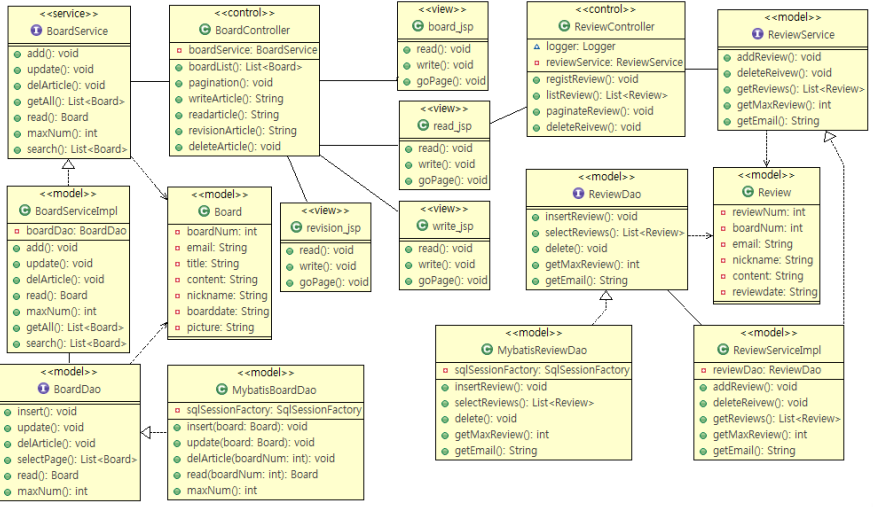 <<service>>
BoardService
add(): void
update(): void
delArticle(): void
getAll(): List<Board>
read(): Board
maxNum(): int
search(): List<Board>
<<control>>
BoardController
boardService: BoardService
boardList(): List<Board>
pagination(): void
writeArticle(): String
readarticle(): String
revisionArticle(): String
deleteArticle(): void
<<view>>
board_jsp
read(): void
write(): void
goPage(): void
<<view>>
read_jsp
read(): void
write(): void
goPage(): void
<<control>>
ReviewController
logger: Logger
reviewService: ReviewService
registReview(): void
listReview(): List<Review>
paginateReview(): void
deleteReivew(): void
<<model>>
ReviewService
addReview(): void
deleteReivew(): void
getReviews(): List<Review>
getMaxReview(): int
getEmail(): String
<<model>>
BoardServiceImpl
boardDao: BoardDao
add(): void
update(): void
delArticle(): void
read(): Board
maxNum(): int
getAll(): List<Board>
search(): List<Board>
<<model>>
Board
boardNum: int
email: String
title: String
content: String
nickname: String
boarddate: String
picture: String
<<view>>
revision_jsp
read(): void
write(): void
goPage(): void
<<view>>
write_jsp
read(): void
write(): void
goPage(): void
<<model>>
ReviewDao
insertReview(): void
selectReviews(): List<Review>
delete(): void
getMaxReview(): int
getEmail(): String
<<model>>
Review
reviewNum: int
boardNum: int
email: String
nickname: String
content: String
reviewdate: String
<<model>>
BoardDao
insert(): void
update(): void
delArticle(): void
selectPage(): List<Board>
read(): Board
maxNum(): int
<<model>>
MybatisBoardDao
sqlSessionFactory: SqlSessionFactory
insert(board: Board): void
update(board: Board): void
delArticle(boardNum: int): void
read(boardNum: int): Board
maxNum(): int
<<model>>
MybatisReviewDao
sqlSessionFactory: SqlSessionFactory
insertReview(): void
selectReviews(): List<Review>
delete(): void
getMaxReview(): int
getEmail(): String
<<model>>
ReviewServiceImpl
reviewDao: ReviewDao
addReview(): void
deleteReivew(): void
getReviews(): List<Review>
getMaxReview(): int
getEmail(): String